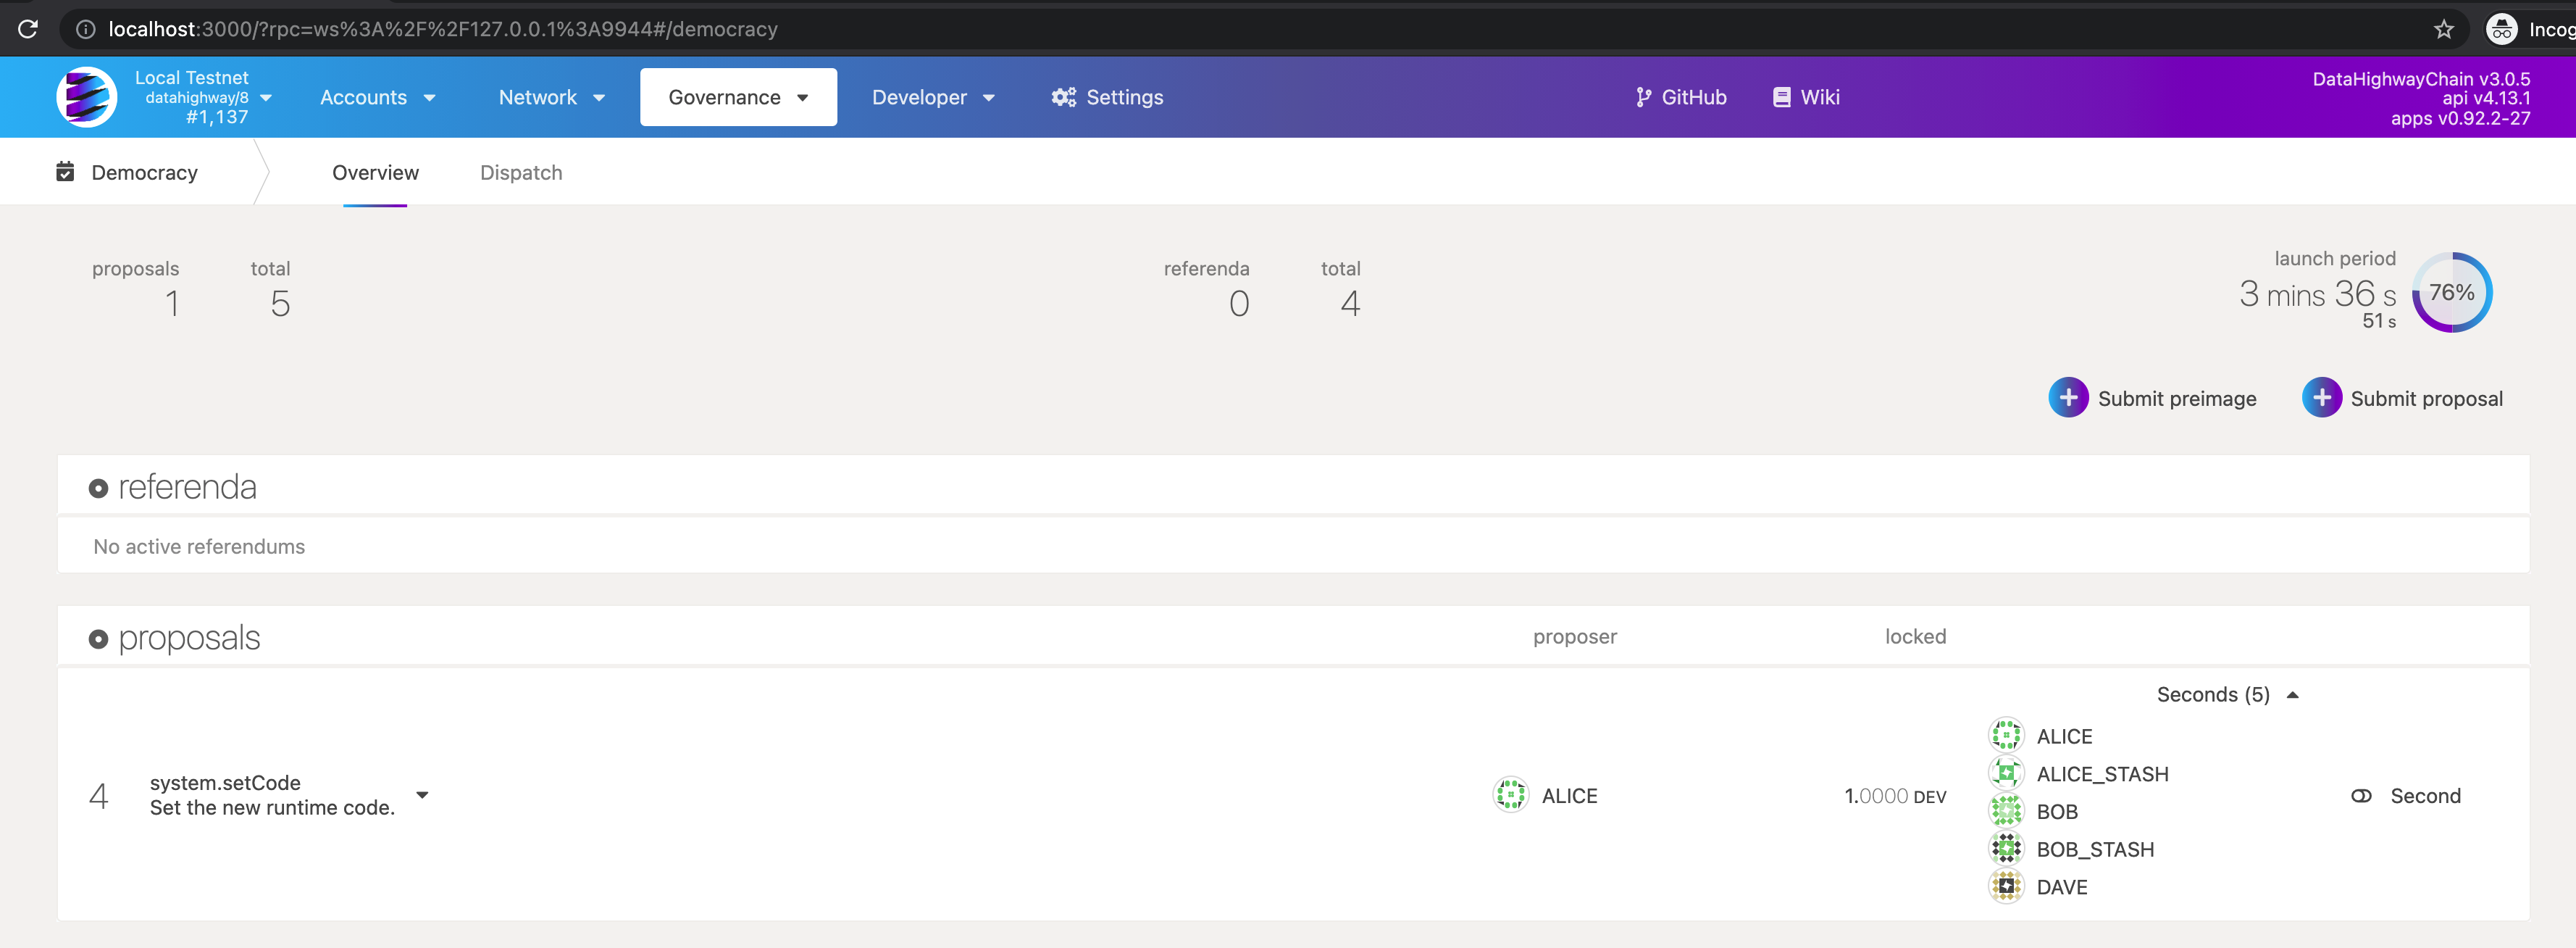 localhost:3000/?rpc=ws%3A%2F%2F127.0.0.1%3A9944#/democracy
Incog
Local Testnet
datahighway/8
#1,137
Accounts
Network
Governance
Developer
Settings
GitHub
Wiki
DataHighwayChain v3.0.5
api v4.13.1
apps v0.92.2-27
Democracy
Overview
Dispatch
proposals
1
total
5
referenda
0
total
4
launch period
3 mins 36 s
51 s
76%
Submit preimage
Submit proposal
referenda
No active referendums
proposals
proposer
locked
4
system.setCode
Set the new runtime code.
ALICE
1.0000 DEV
Seconds (5)
ALICE
ALICE_STASH
BOB
BOB_STASH
DAVE
Second